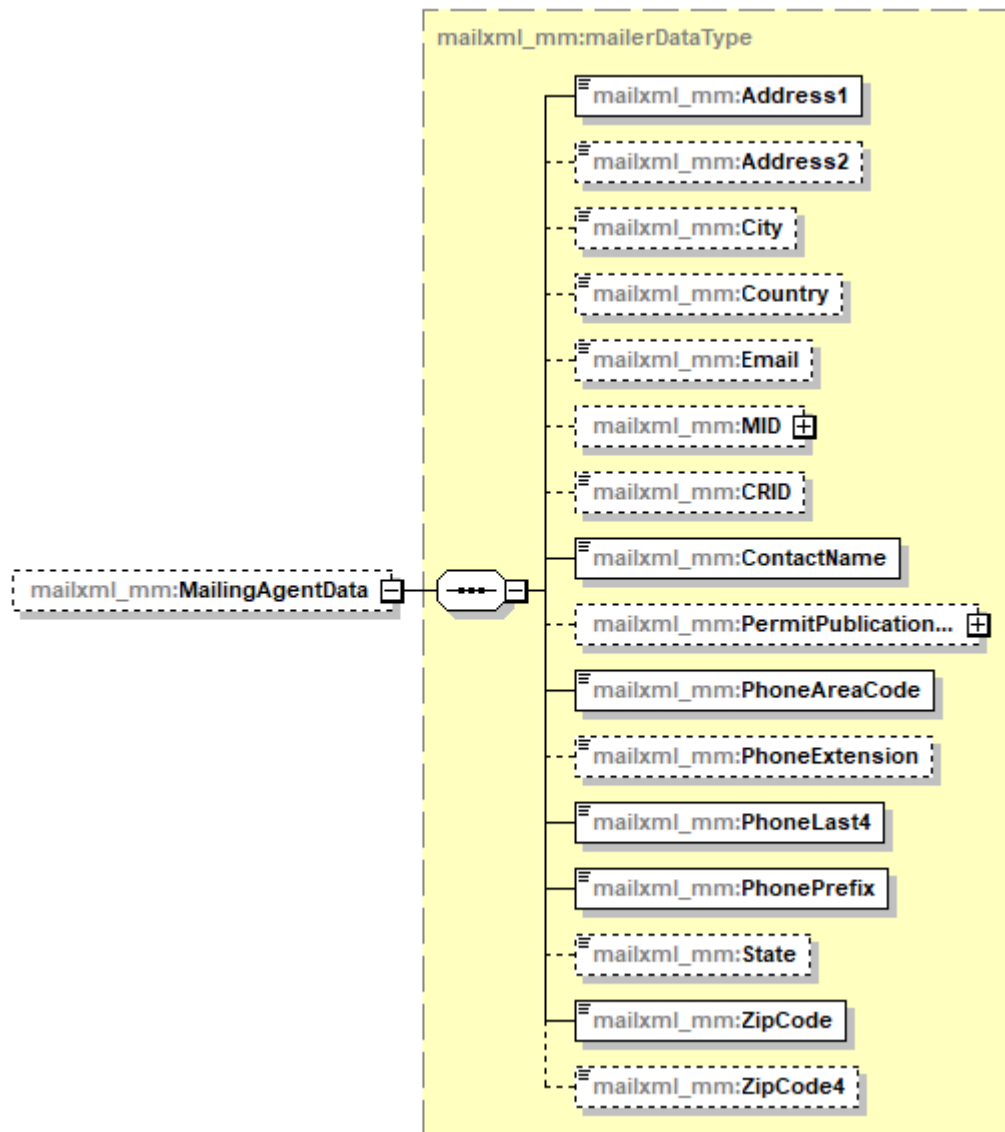 mailxml_mm:mailerDataType
mailxml_mm:Address1
mailxml_mm:Address2
mailxml_mm:City
mailxml_mm:Country
mailxml_mm:Email
mailxml_mm:MID
mailxml_mm:CRID
mailxml_mm:ContactName
mailxml_mm:MailingAgentData
mailxml_mm:PermitPublication...
mailxml_mm:PhoneAreaCode
mailxml_mm:PhoneExtension
mailxml_mm:PhoneLast4
mailxml_mm:PhonePrefix
mailxml_mm:State
mailxml_mm:ZipCode
mailxml_mm:ZipCode4